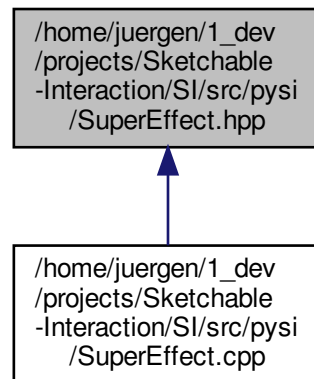 /home/juergen/1_dev
/projects/Sketchable
-Interaction/SI/src/pysi
/SuperEffect.hpp
/home/juergen/1_dev
/projects/Sketchable
-Interaction/SI/src/pysi
/SuperEffect.cpp